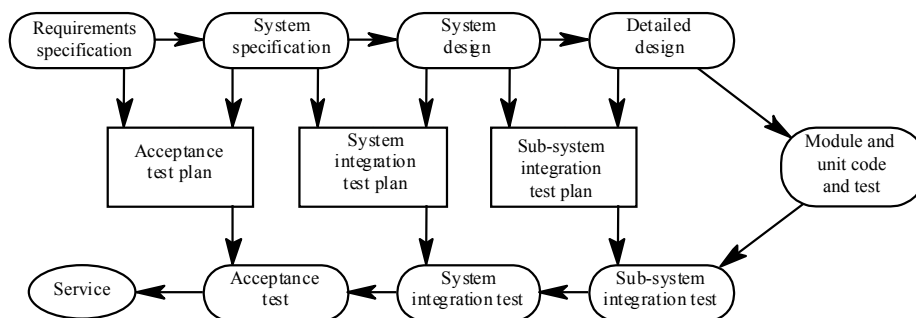 Requirements
specification
System
specification
System
design
Detailed
design
Acceptance
test plan
System
integration
test plan
Sub-system
integration
test plan
Module and
unit code
and test
Service
Acceptance
test
System
integration test
Sub-system
integration test